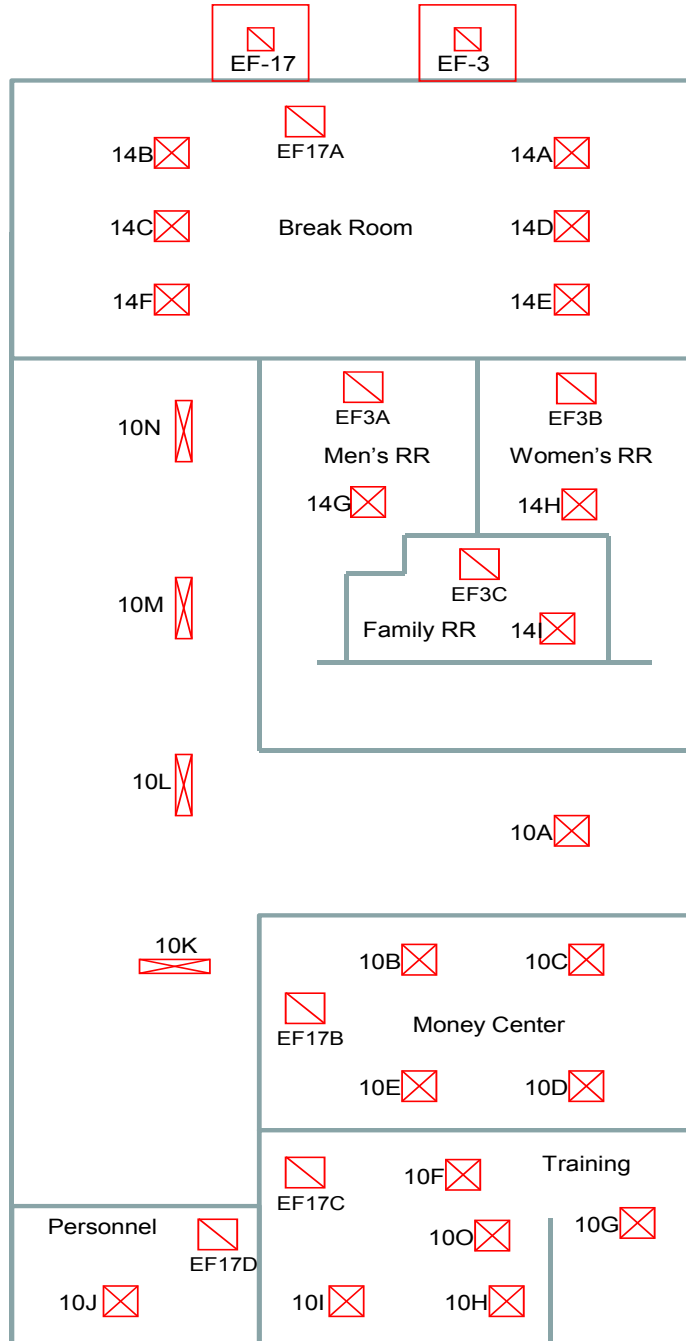 EF-17
EF-3
14B
EF17A
14A
14C
Break Room
14D
14F
14E
10N
EF3A
EF3B
Men's RR
Women's RR
14G
14H
10M
EF3C
Family RR
14I
10L
10A
10K
10B
10C
EF17B
Money Center
10E
10D
10F
Training
EF17C
Personnel
10G
10O
EF17D
10J
10I
10H